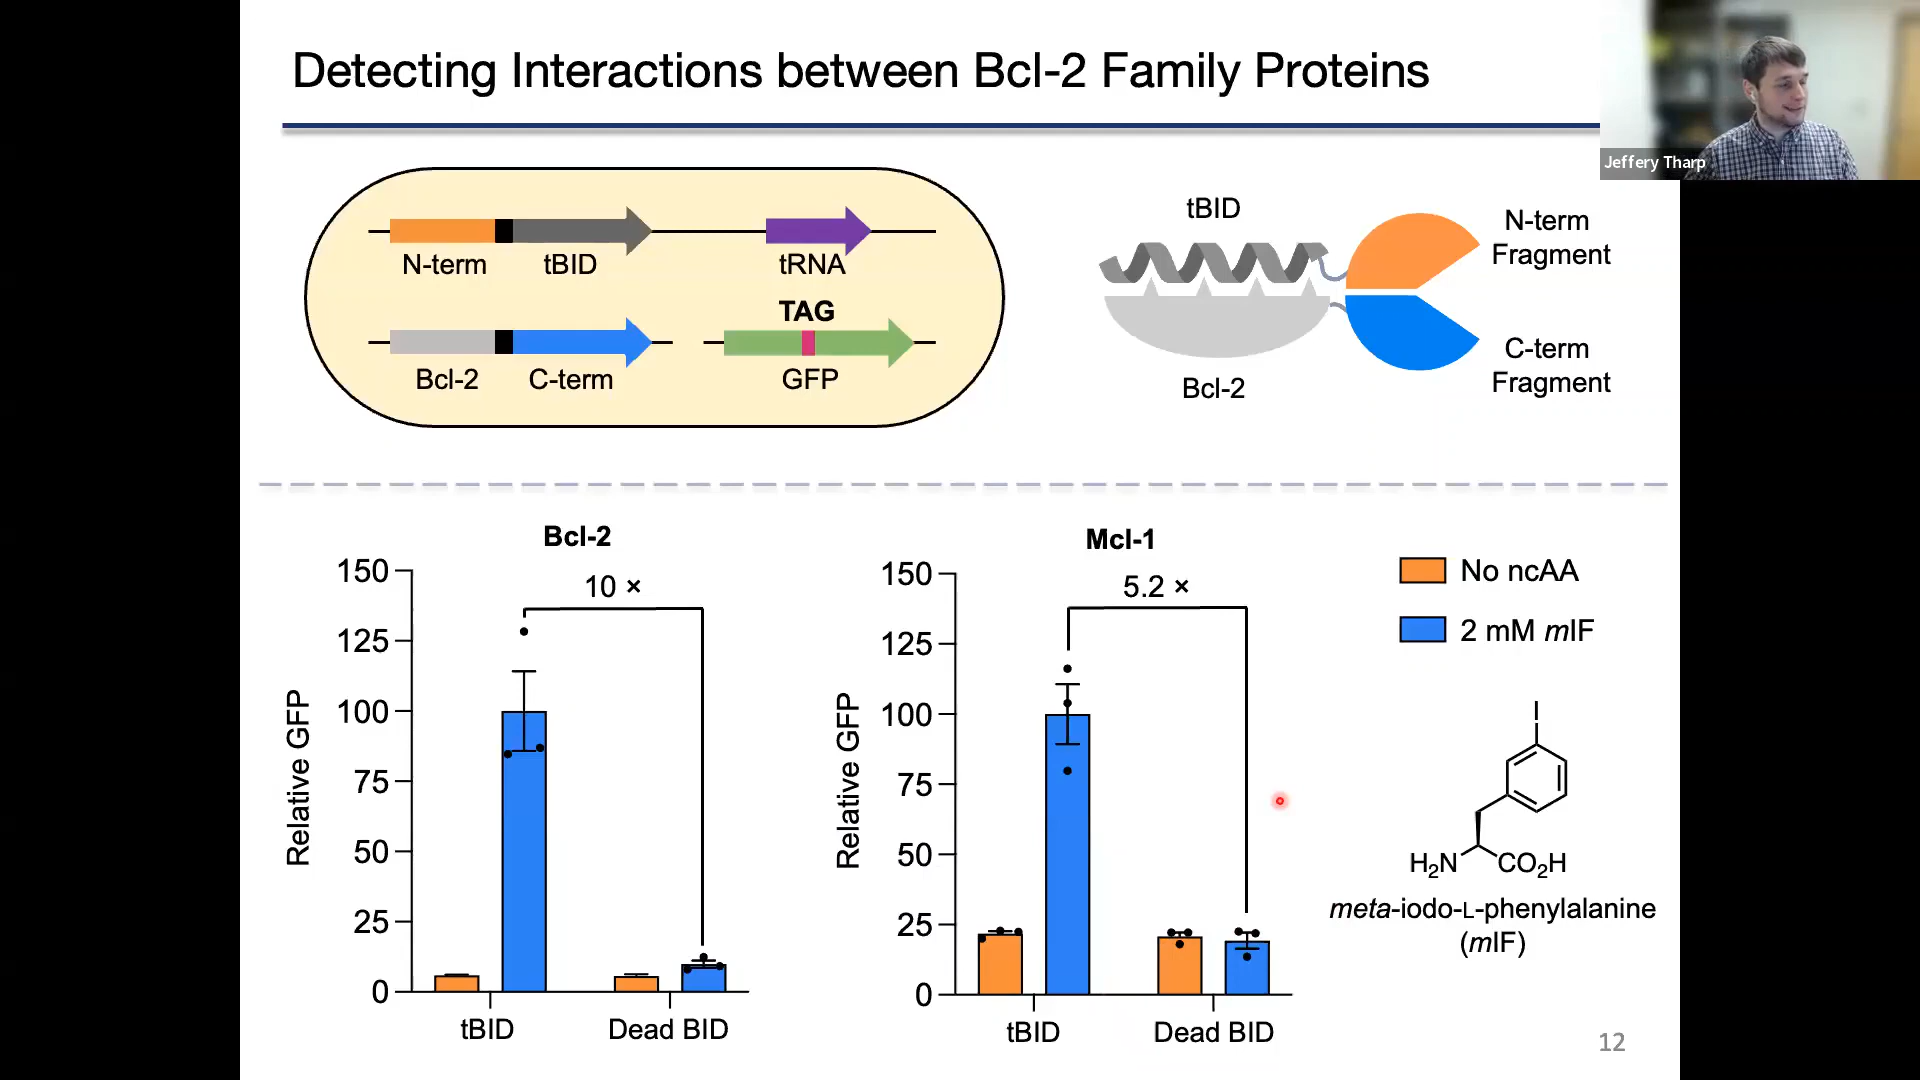 Detecting Interactions between Bcl-2 Family Proteins
Jeffery Tharp
N-term
tBID
tRNA
TAG
Bcl-2
C-term
GFP
tBID
Bcl-2
N-term
Fragment
C-term
Fragment
Bcl-2
10 ×
150
125
100
75
50
25
0
Relative GFP
tBID
Dead BID
Mcl-1
5.2 ×
150
125
100
75
50
25
0
Relative GFP
tBID
Dead BID
No ncAA
2 mM mIF
I
H₂N
CO₂H
meta-iodo-L-phenylalanine
(mIF)
12